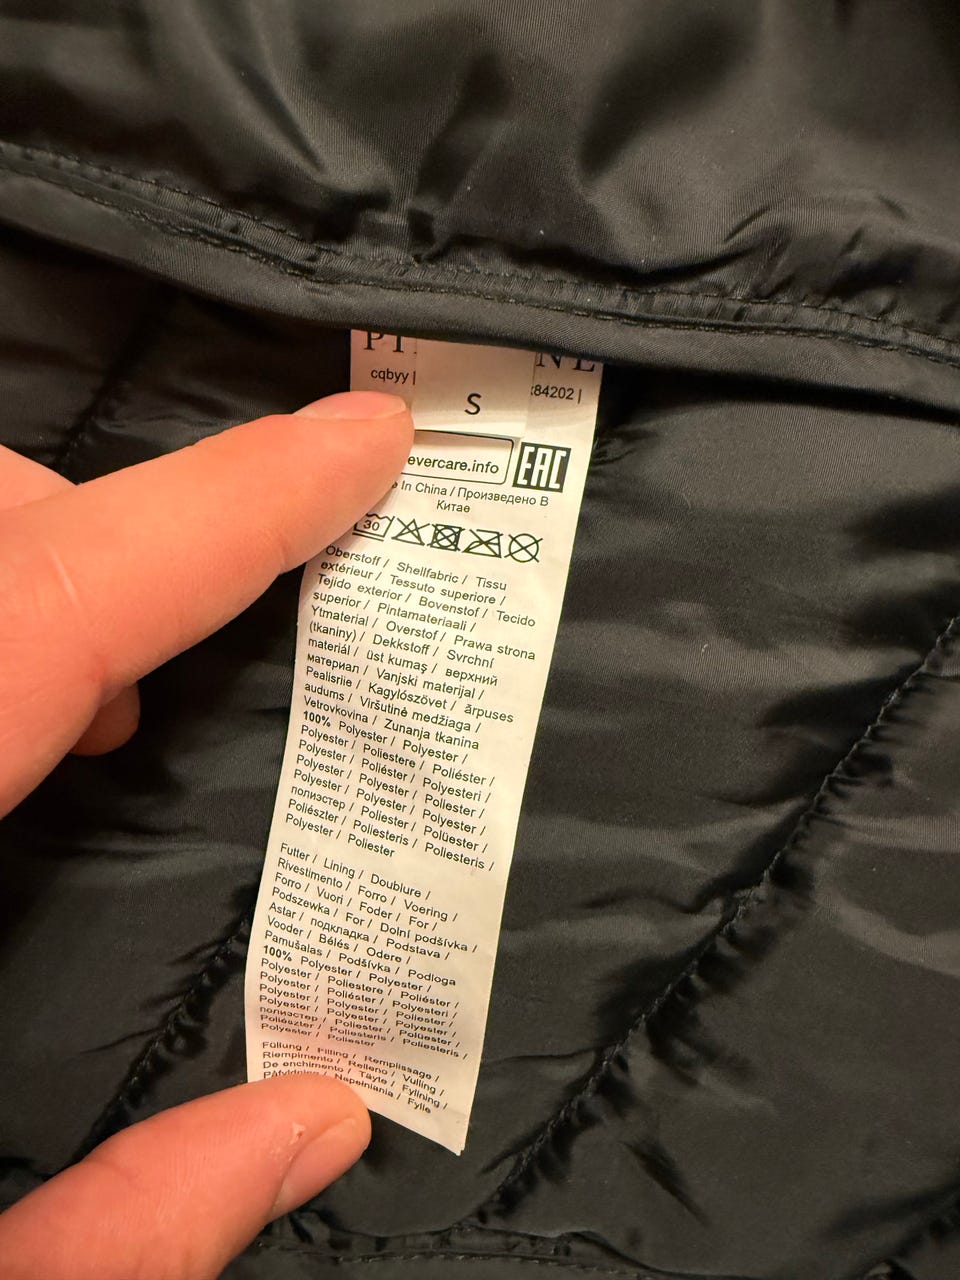 cqbyy |
84202 |
S
evercare.info
EAC
In China / Произведено В
Китае
30
Oberstoff / Shellfabric / Tissu
extérieur / Tessuto superiore /
Tejido exterior / Bovenstof / Tecido
superior / Pintamateriaali /
Ytmaterial / Overstof / Prawa strona
(tkaniny) / Dekkstoff / Svrchní
materiál / üst kumaş / верхний
материал / Vanjski materijal /
Pealisriie / Kagylószövet / ārpuses
audums / Viršutinė medžiaga /
Vetrovkovina / Zunanja tkanina
100% Polyester / Polyester /
Polyester / Poliestere / Poliéster /
Polyester / Poliéster / Polyesteri /
Polyester / Polyester / Poliester /
Polyester / Polyester / Polyester /
полиэстер / Poliester / Polüester /
Poliészter / Poliesteris / Poliesteris /
Polyester / Poliester
Futter / Lining / Doublure /
Rivestimento / Forro / Voering /
Forro / Vuori / Foder / For /
Podszewka / For / Dolní podšívka /
Astar / подкладка / Podstava /
Vooder / Bélés / Odere /
Pamušalas / Podšívka / Podloga
100% Polyester / Polyester /
Polyester / Poliestere / Poliéster /
Polyester / Poliéster / Polyesteri /
Polyester / Polyester / Poliester /
Polyester / Polyester / Polyester /
полиэстер / Poliester / Polüester /
Poliészter / Poliesteris / Poliesteris /
Polyester / Poliester
Füllung / Filling / Remplissage /
Riempimento / Relleno / Vulling /
De enchimento / Täyte / Fyllning /
Påfyldning / Napełniania / Fylle